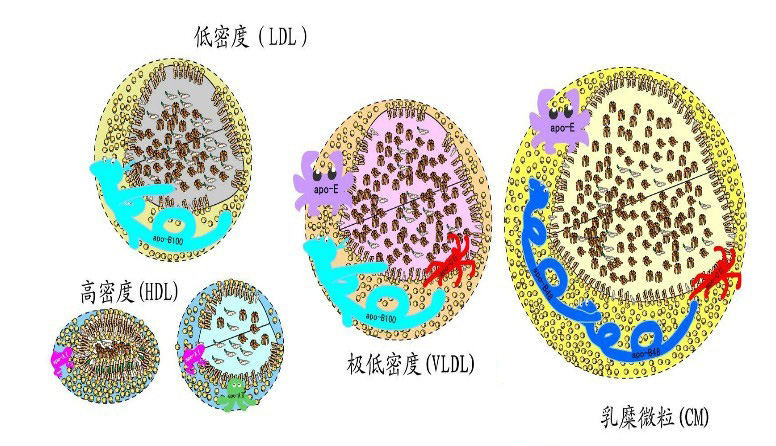 低密度(LDL)
apo-B100
高密度(HDL)
apo-E
apo-B100
极低密度(VLDL)
apo-E
apo-B48
乳糜微粒(CM)